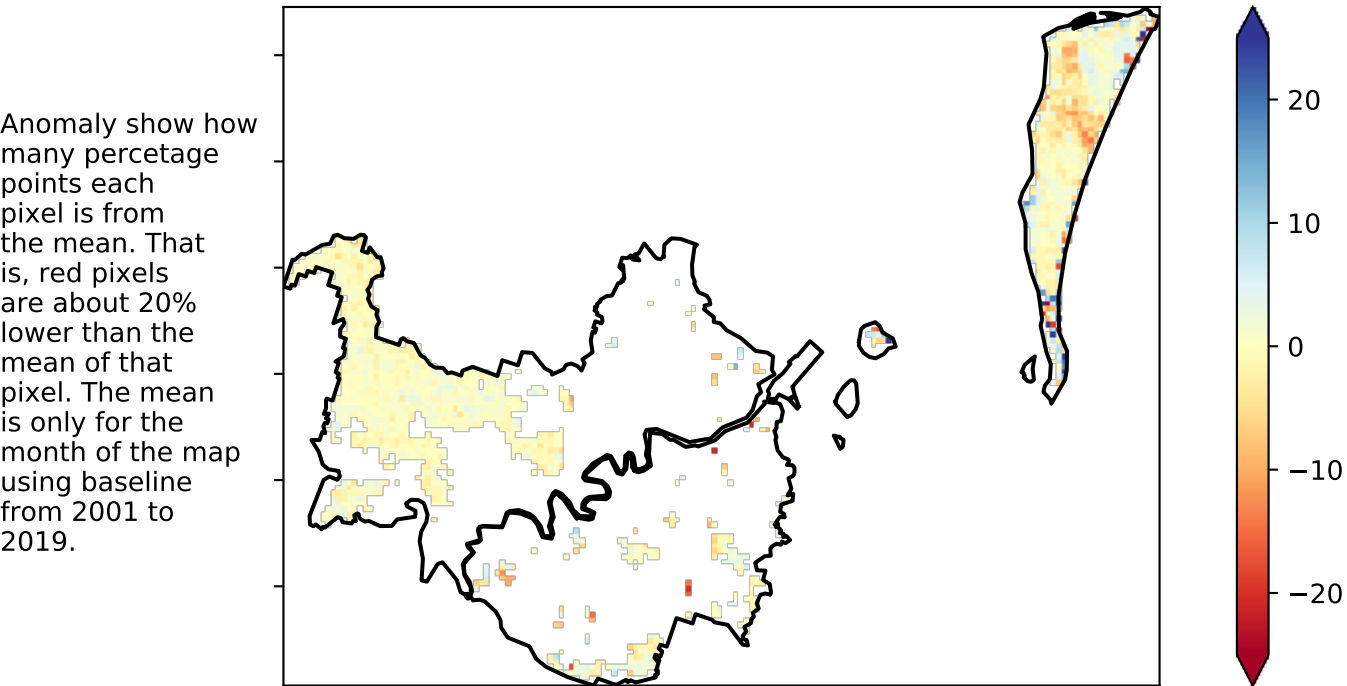 Anomaly show how
many percetage
points each
pixel is from
the mean. That
is, red pixels
are about 20%
lower than the
mean of that
pixel. The mean
is only for the
month of the map
using baseline
from 2001 to
2019.
20
10
0
−10
−20